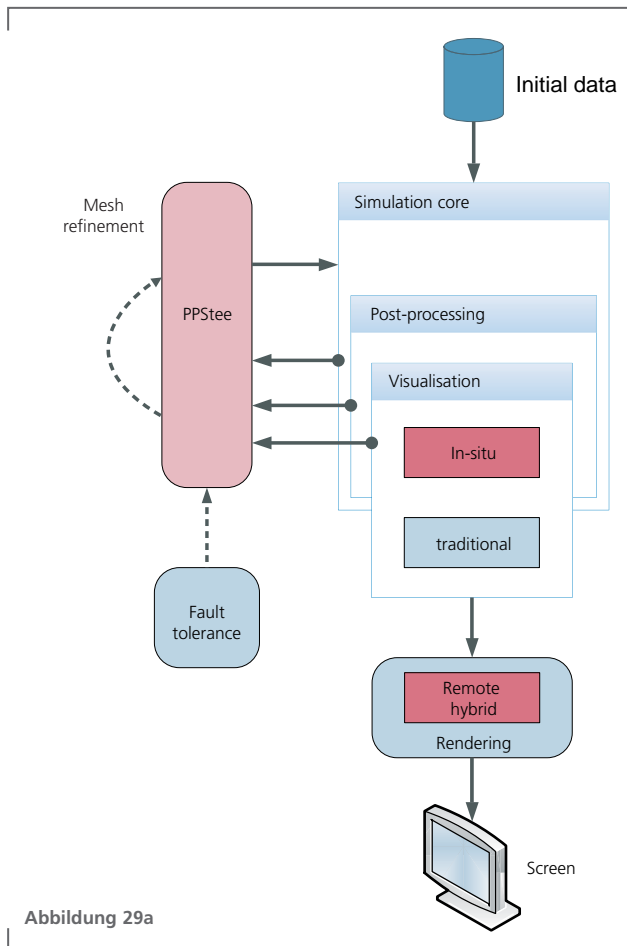 Initial data
Simulation core
Mesh
refinement
PPStee
Post-processing
Visualisation
In-situ
traditional
Fault
tolerance
Remote
hybrid
Rendering
Screen
Abbildung 29a